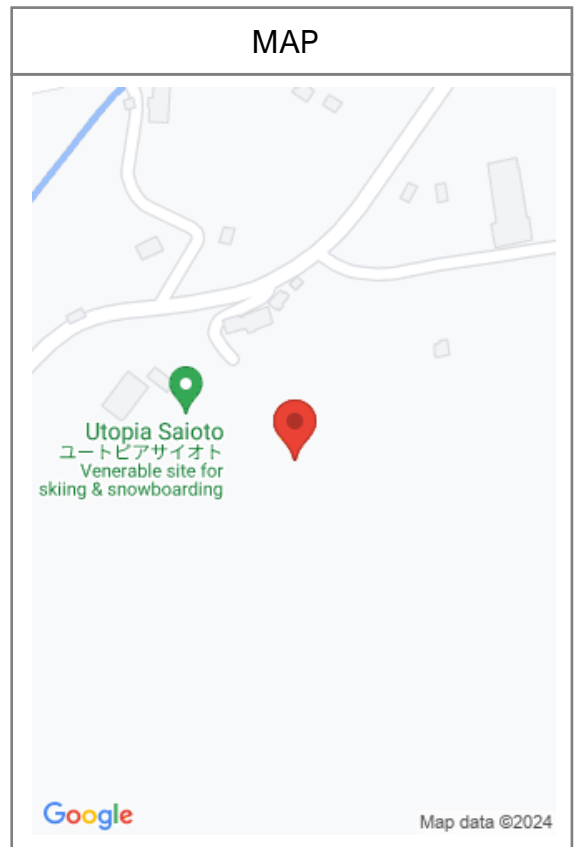 MAP
Utopia Saioto
ユートピアサイオト
Venerable site for
skiing & snowboarding
Google
Map data ©2024